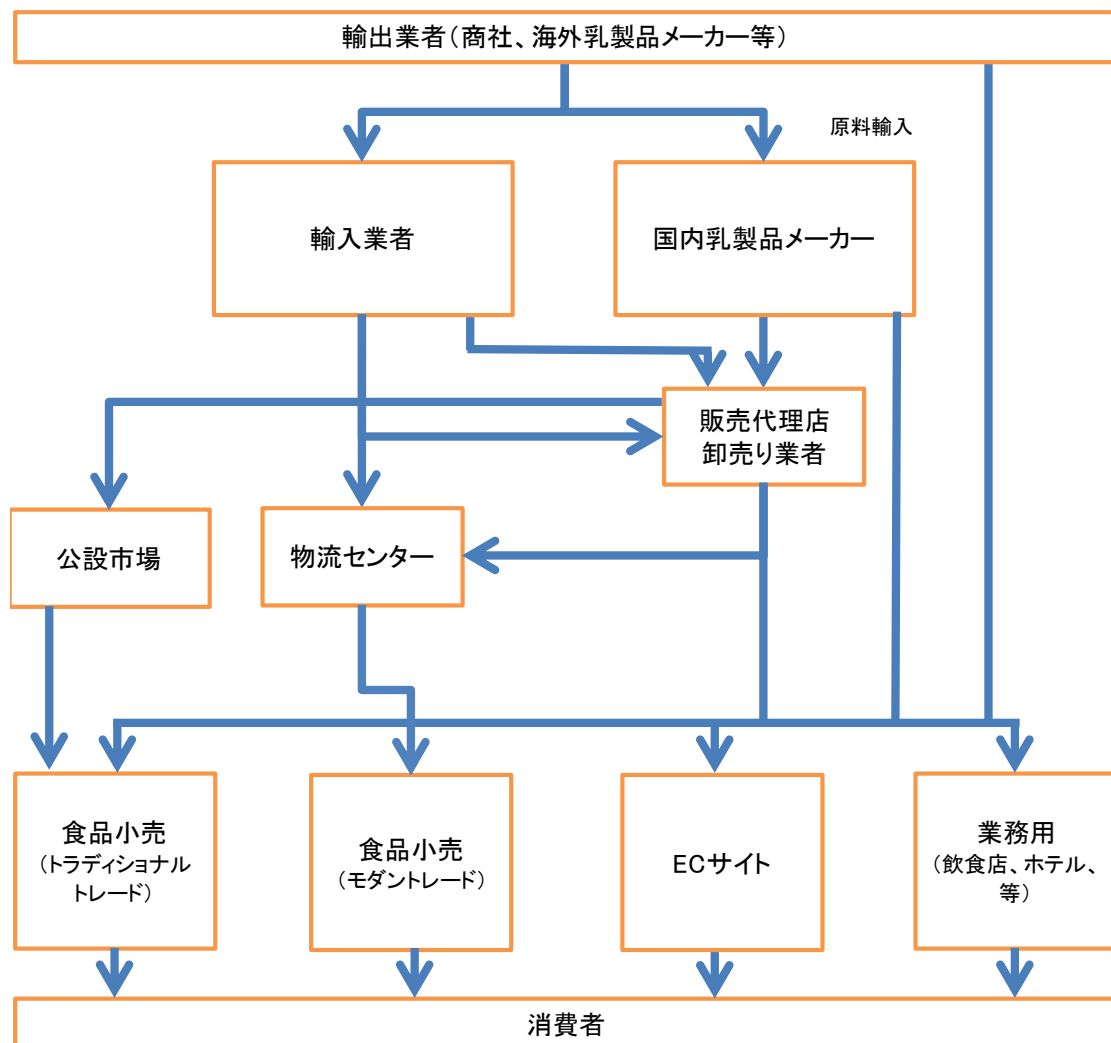 輸出業者（商社、海外乳製品メーカー等）
原料輸入
輸入業者
国内乳製品メーカー
販売代理店
卸売り業者
公設市場
物流センター
食品小売
（トラディショナル
トレード）
食品小売
（モダントレード）
ECサイト
業務用
（飲食店、ホテル、
等）
消費者